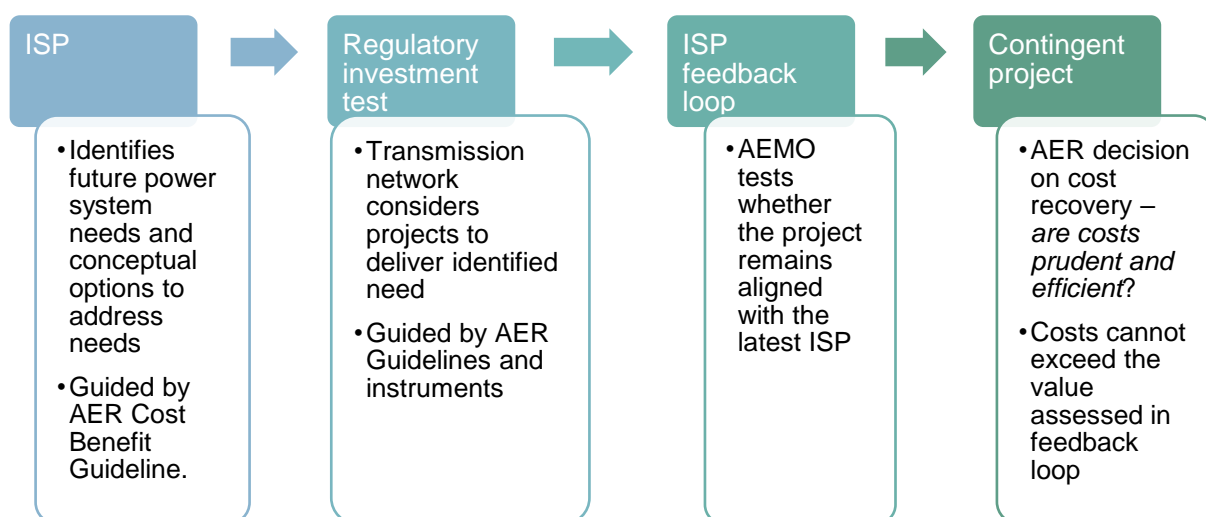 ISP
• Identifies
future power
system
needs and
conceptual
options to
address
needs
• Guided by
AER Cost
Benefit
Guideline.
Regulatory
investment
test
• Transmission
network
considers
projects to
deliver identified
need
• Guided by AER
Guidelines and
instruments
ISP
feedback
loop
• AEMO
tests
whether
the project
remains
aligned
with the
latest ISP
Contingent
project
• AER decision
on cost
recovery –
are costs
prudent and
efficient?
• Costs cannot
exceed the
value
assessed in
feedback
loop